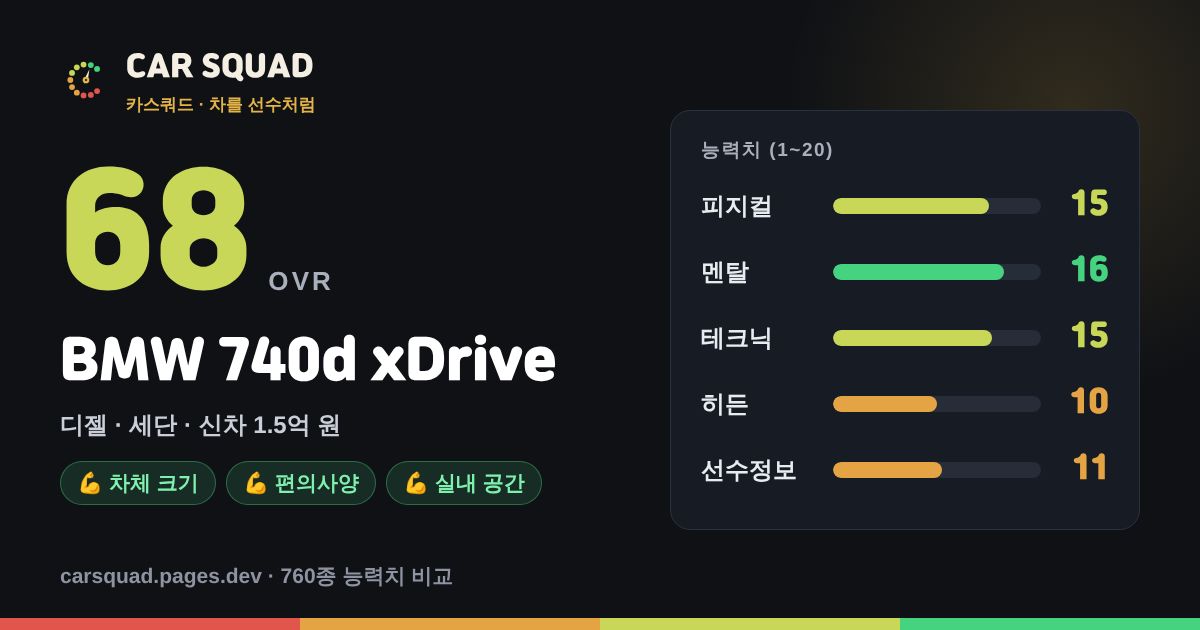 CAR SQUAD
카스쿼드 · 차를 선수처럼
68 OVR
BMW 740d xDrive
디젤 · 세단 · 신차 1.5억 원
💪 차체 크기 💪 편의사양 💪 실내 공간
carsquad.pages.dev · 760종 능력치 비교
능력치 (1~20)
피지컬 15
멘탈 16
테크닉 15
히든 10
선수정보 11